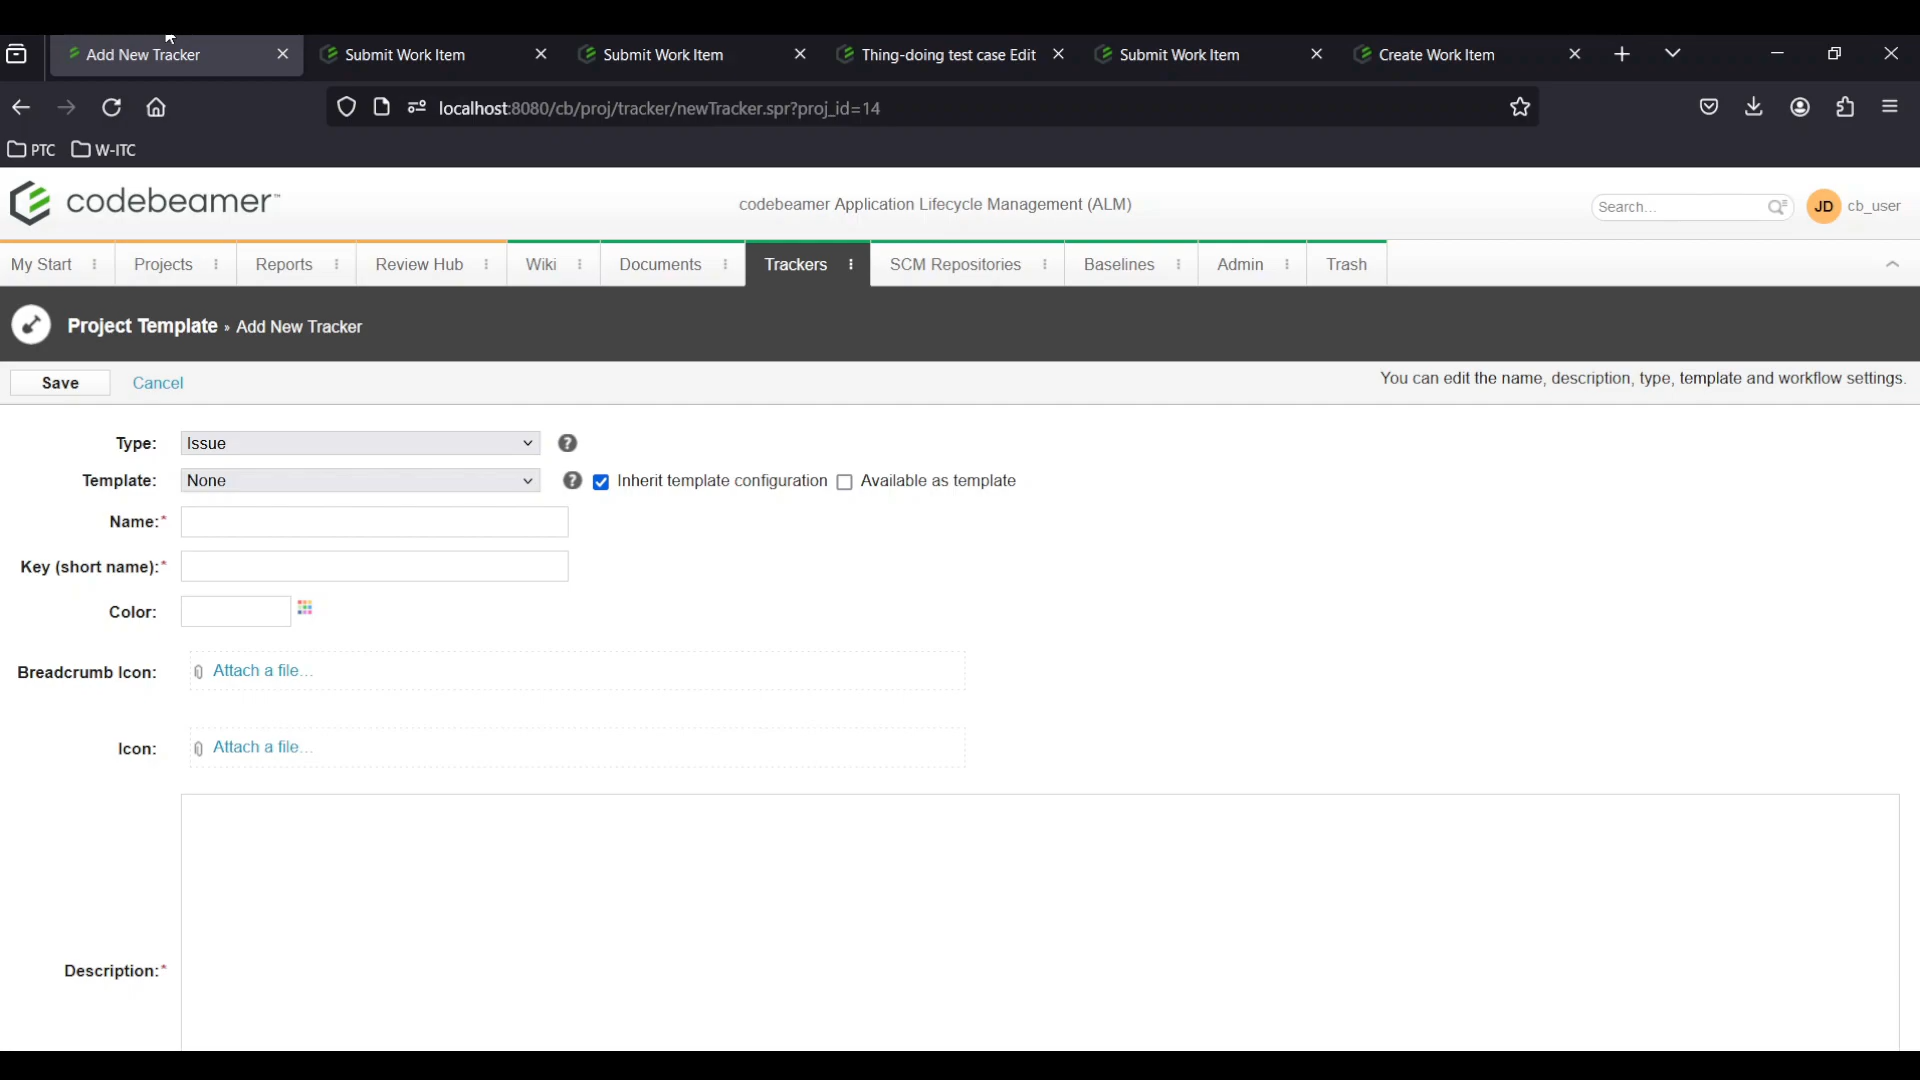 Add New Tracker
Submit Work Item
Submit Work Item
Thing-doing test case Edit
Submit Work Item
Create Work Item
localhost:8080/cb/proj/tracker/newTracker.spr?proj_id=14
PTC
W-ITC
codebeamer™
codebeamer Application Lifecycle Management (ALM)
Search...
JD
cb_user
My Start
Projects
Reports
Review Hub
Wiki
Documents
Trackers
SCM Repositories
Baselines
Admin
Trash
Project Template » Add New Tracker
Save
Cancel
You can edit the name, description, type, template and workflow settings.
Type:
Issue
?
Template:
None
?
Inherit template configuration
Available as template
Name:*
Key (short name):*
Color:
Breadcrumb Icon:
Attach a file...
Icon:
Attach a file...
Description:*